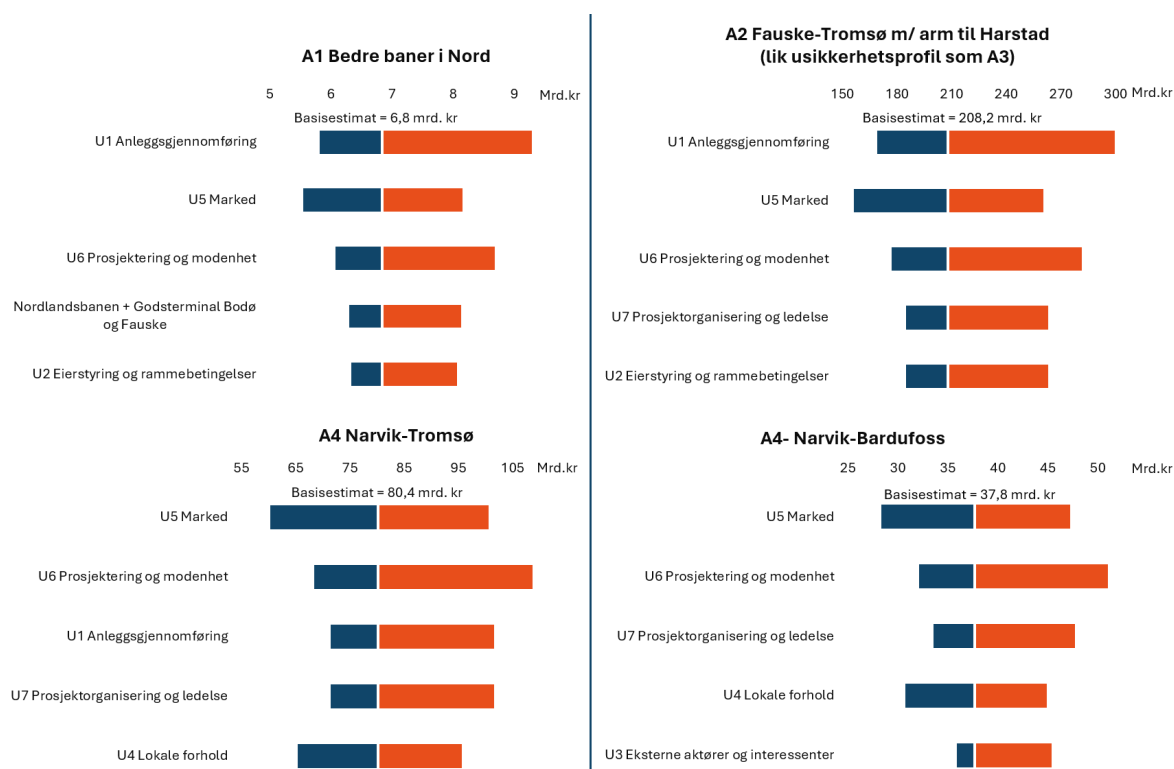 A1 Bedre baner i Nord
5 6 7 8 9 Mrd.kr
Basisestimat = 6,8 mrd. kr
U1 Anleggsgjennomføring
U5 Marked
U6 Prosjektering og modenhet
Nordlandsbanen + Godsterminal Bodø
og Fauske
U2 Eierstyring og rammebetingelser
A2 Fauske-Tromsø m/ arm til Harstad
(lik usikkerhetsprofil som A3)
150 180 210 240 270 300 Mrd.kr
Basisestimat = 208,2 mrd. kr
U1 Anleggsgjennomføring
U5 Marked
U6 Prosjektering og modenhet
U7 Prosjektorganisering og ledelse
U2 Eierstyring og rammebetingelser
A4 Narvik-Tromsø
55 65 75 85 95 105 Mrd.kr
Basisestimat = 80,4 mrd. kr
U5 Marked
U6 Prosjektering og modenhet
U1 Anleggsgjennomføring
U7 Prosjektorganisering og ledelse
U4 Lokale forhold
A4- Narvik-Bardufoss
25 30 35 40 45 50 Mrd.kr
Basisestimat = 37,8 mrd. kr
U5 Marked
U6 Prosjektering og modenhet
U7 Prosjektorganisering og ledelse
U4 Lokale forhold
U3 Eksterne aktører og interessenter